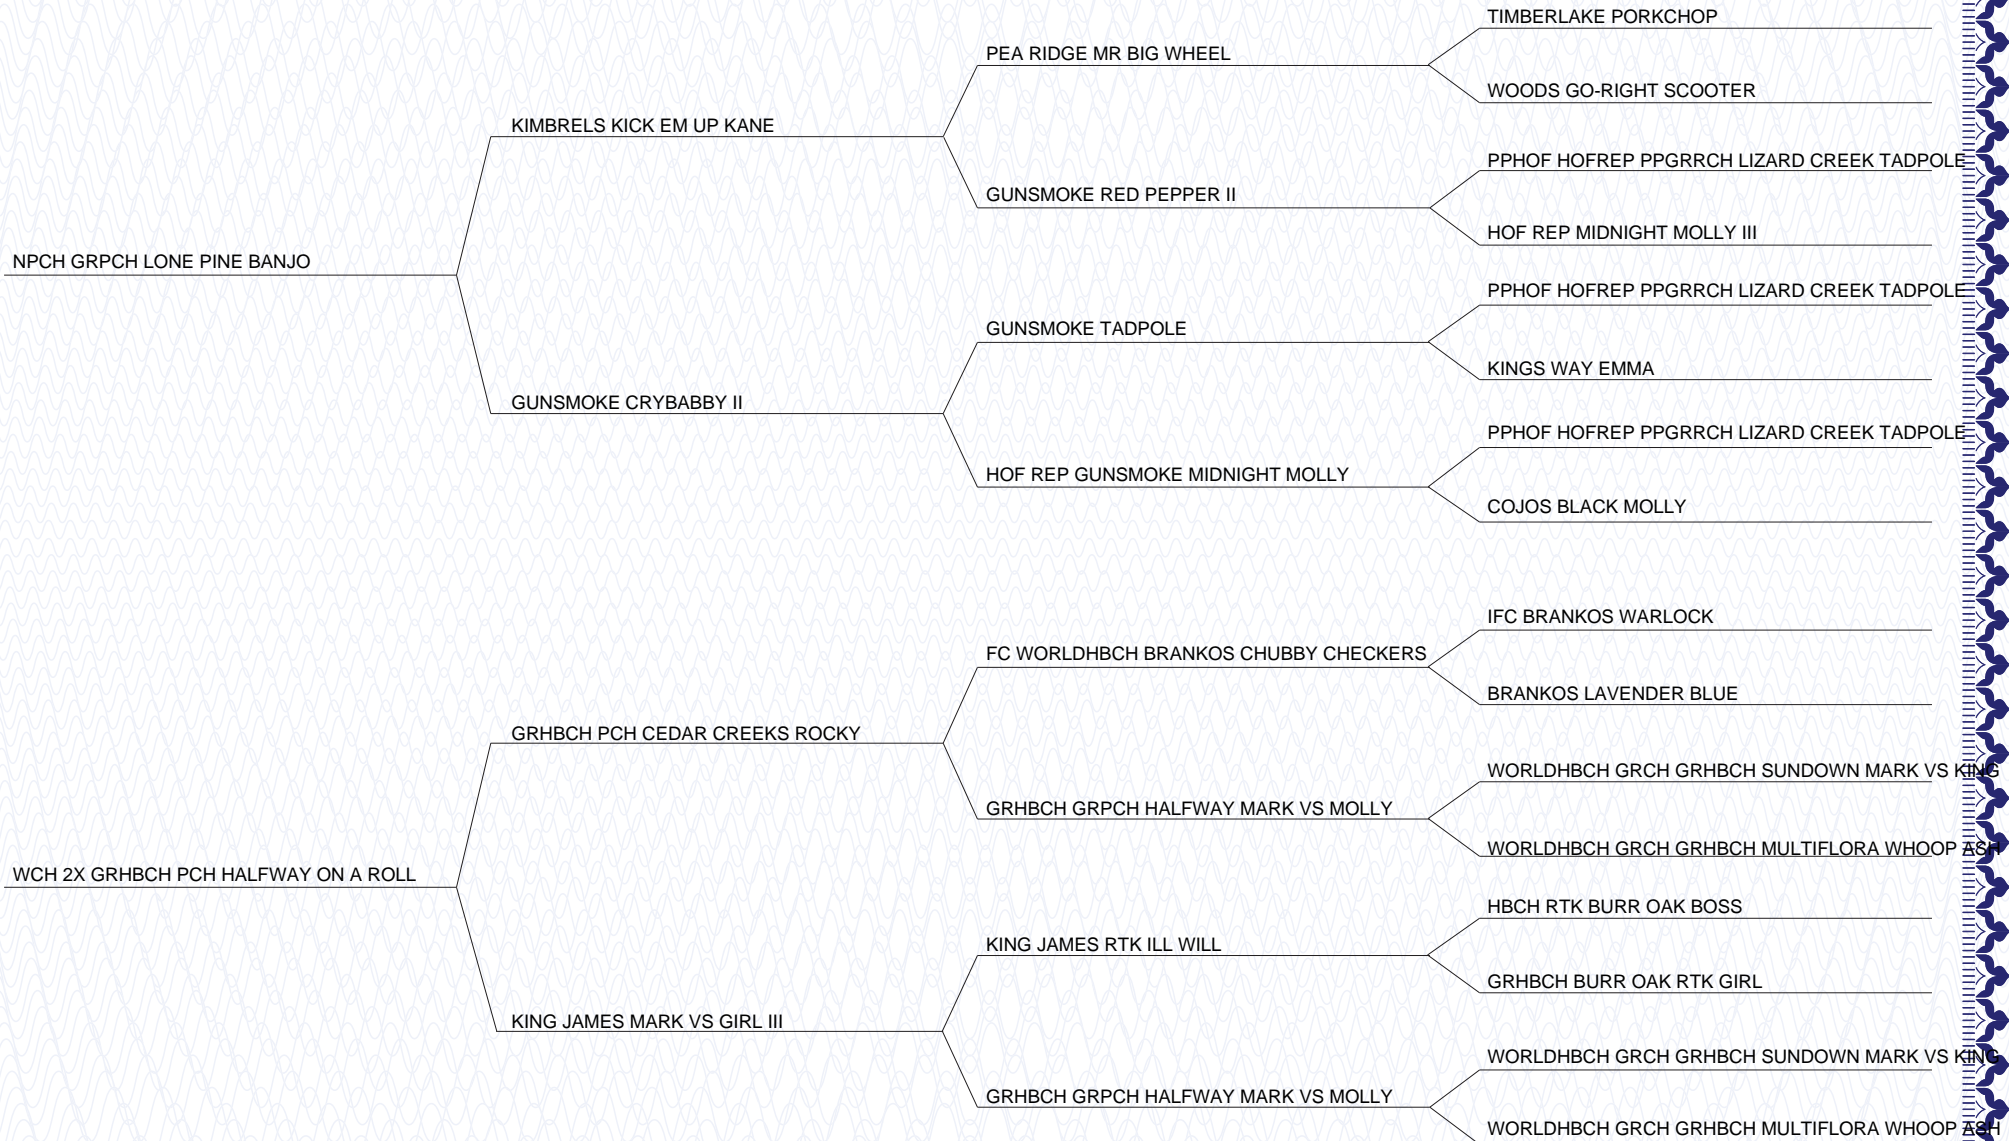 TIMBERLAKE PORKCHOP
PEA RIDGE MR BIG WHEEL
WOODS GO-RIGHT SCOOTER
KIMBRELS KICK EM UP KANE
PPHOF HOFREP PPGRRCH LIZARD CREEK TADPOLE
GUNSMOKE RED PEPPER II
HOF REP MIDNIGHT MOLLY III
NPCH GRPCH LONE PINE BANJO
PPHOF HOFREP PPGRRCH LIZARD CREEK TADPOLE
GUNSMOKE TADPOLE
KINGS WAY EMMA
GUNSMOKE CRYBABBY II
PPHOF HOFREP PPGRRCH LIZARD CREEK TADPOLE
HOF REP GUNSMOKE MIDNIGHT MOLLY
COJOS BLACK MOLLY
IFC BRANKOS WARLOCK
FC WORLDHBCH BRANKOS CHUBBY CHECKERS
BRANKOS LAVENDER BLUE
GRHBCH PCH CEDAR CREEKS ROCKY
WORLDHBCH GRCH GRHBCH SUNDOWN MARK VS KING
GRHBCH GRPCH HALFWAY MARK VS MOLLY
WORLDHBCH GRCH GRHBCH MULTIFLORA WHOOP ASH
WCH 2X GRHBCH PCH HALFWAY ON A ROLL
HBCH RTK BURR OAK BOSS
KING JAMES RTK ILL WILL
GRHBCH BURR OAK RTK GIRL
KING JAMES MARK VS GIRL III
WORLDHBCH GRCH GRHBCH SUNDOWN MARK VS KING
GRHBCH GRPCH HALFWAY MARK VS MOLLY
WORLDHBCH GRCH GRHBCH MULTIFLORA WHOOP ASH